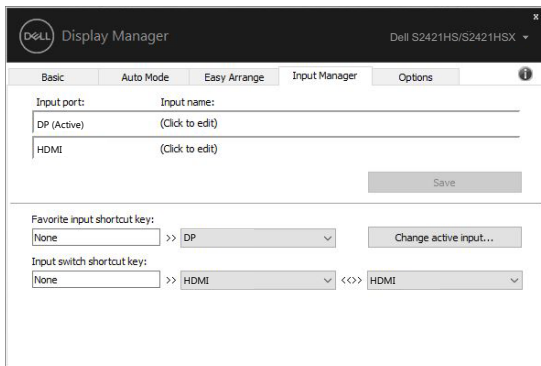 x
DELL Display Manager Dell S2421HS/S2421HSX
Basic Auto Mode Easy Arrange Input Manager Options i
Input port: Input name:
DP (Active) (Click to edit)
HDMI (Click to edit)
Save
Favorite input shortcut key:
None >> DP Change active input...
Input switch shortcut key:
None >> HDMI <<>> HDMI